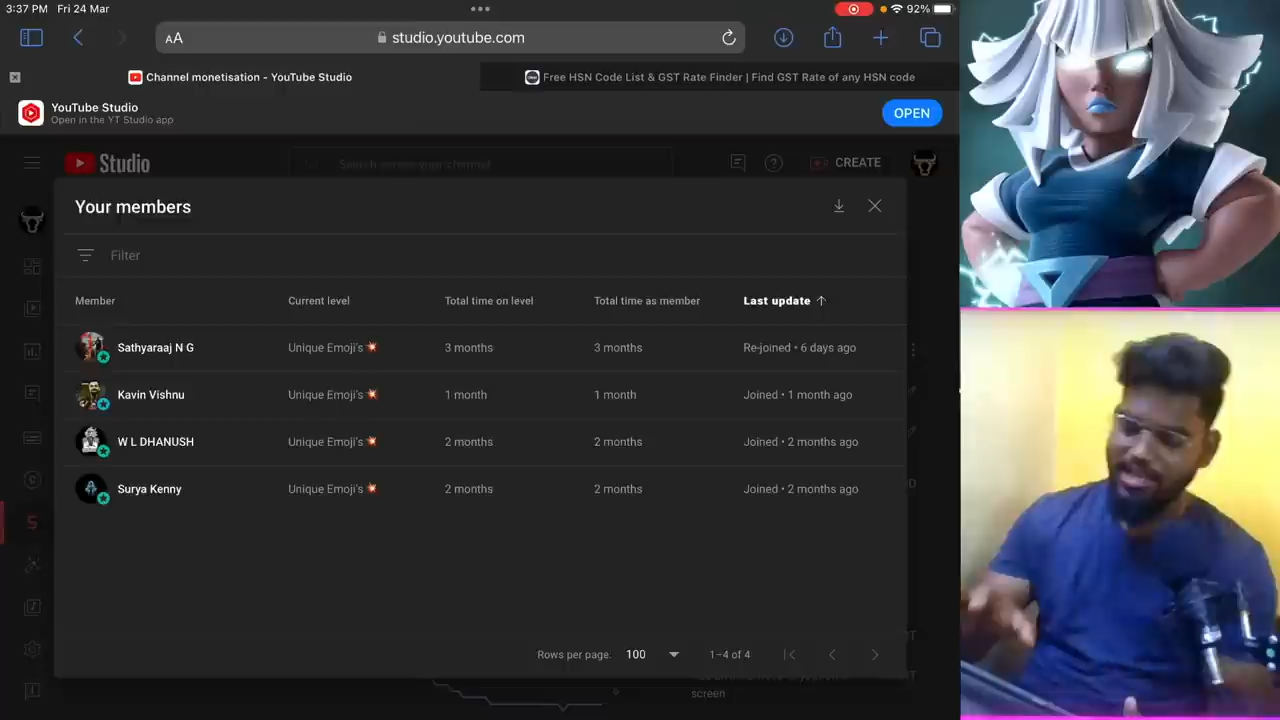 3:37 PM Fri 24 Mar
92%
AA studio.youtube.com
Channel monetisation - YouTube Studio
Free HSN Code List & GST Rate Finder | Find GST Rate of any HSN code
YouTube Studio
Open in the YT Studio app
OPEN
Studio
Search across your channel
CREATE
Your members
Filter
Member Current level Total time on level Total time as member Last update
Sathyaraaj N G Unique Emoji's💥 3 months 3 months Re-joined • 6 days ago
Kavin Vishnu Unique Emoji's💥 1 month 1 month Joined • 1 month ago
W L DHANUSH Unique Emoji's💥 2 months 2 months Joined • 2 months ago
Surya Kenny Unique Emoji's💥 2 months 2 months Joined • 2 months ago
Rows per page: 100 1–4 of 4
screen